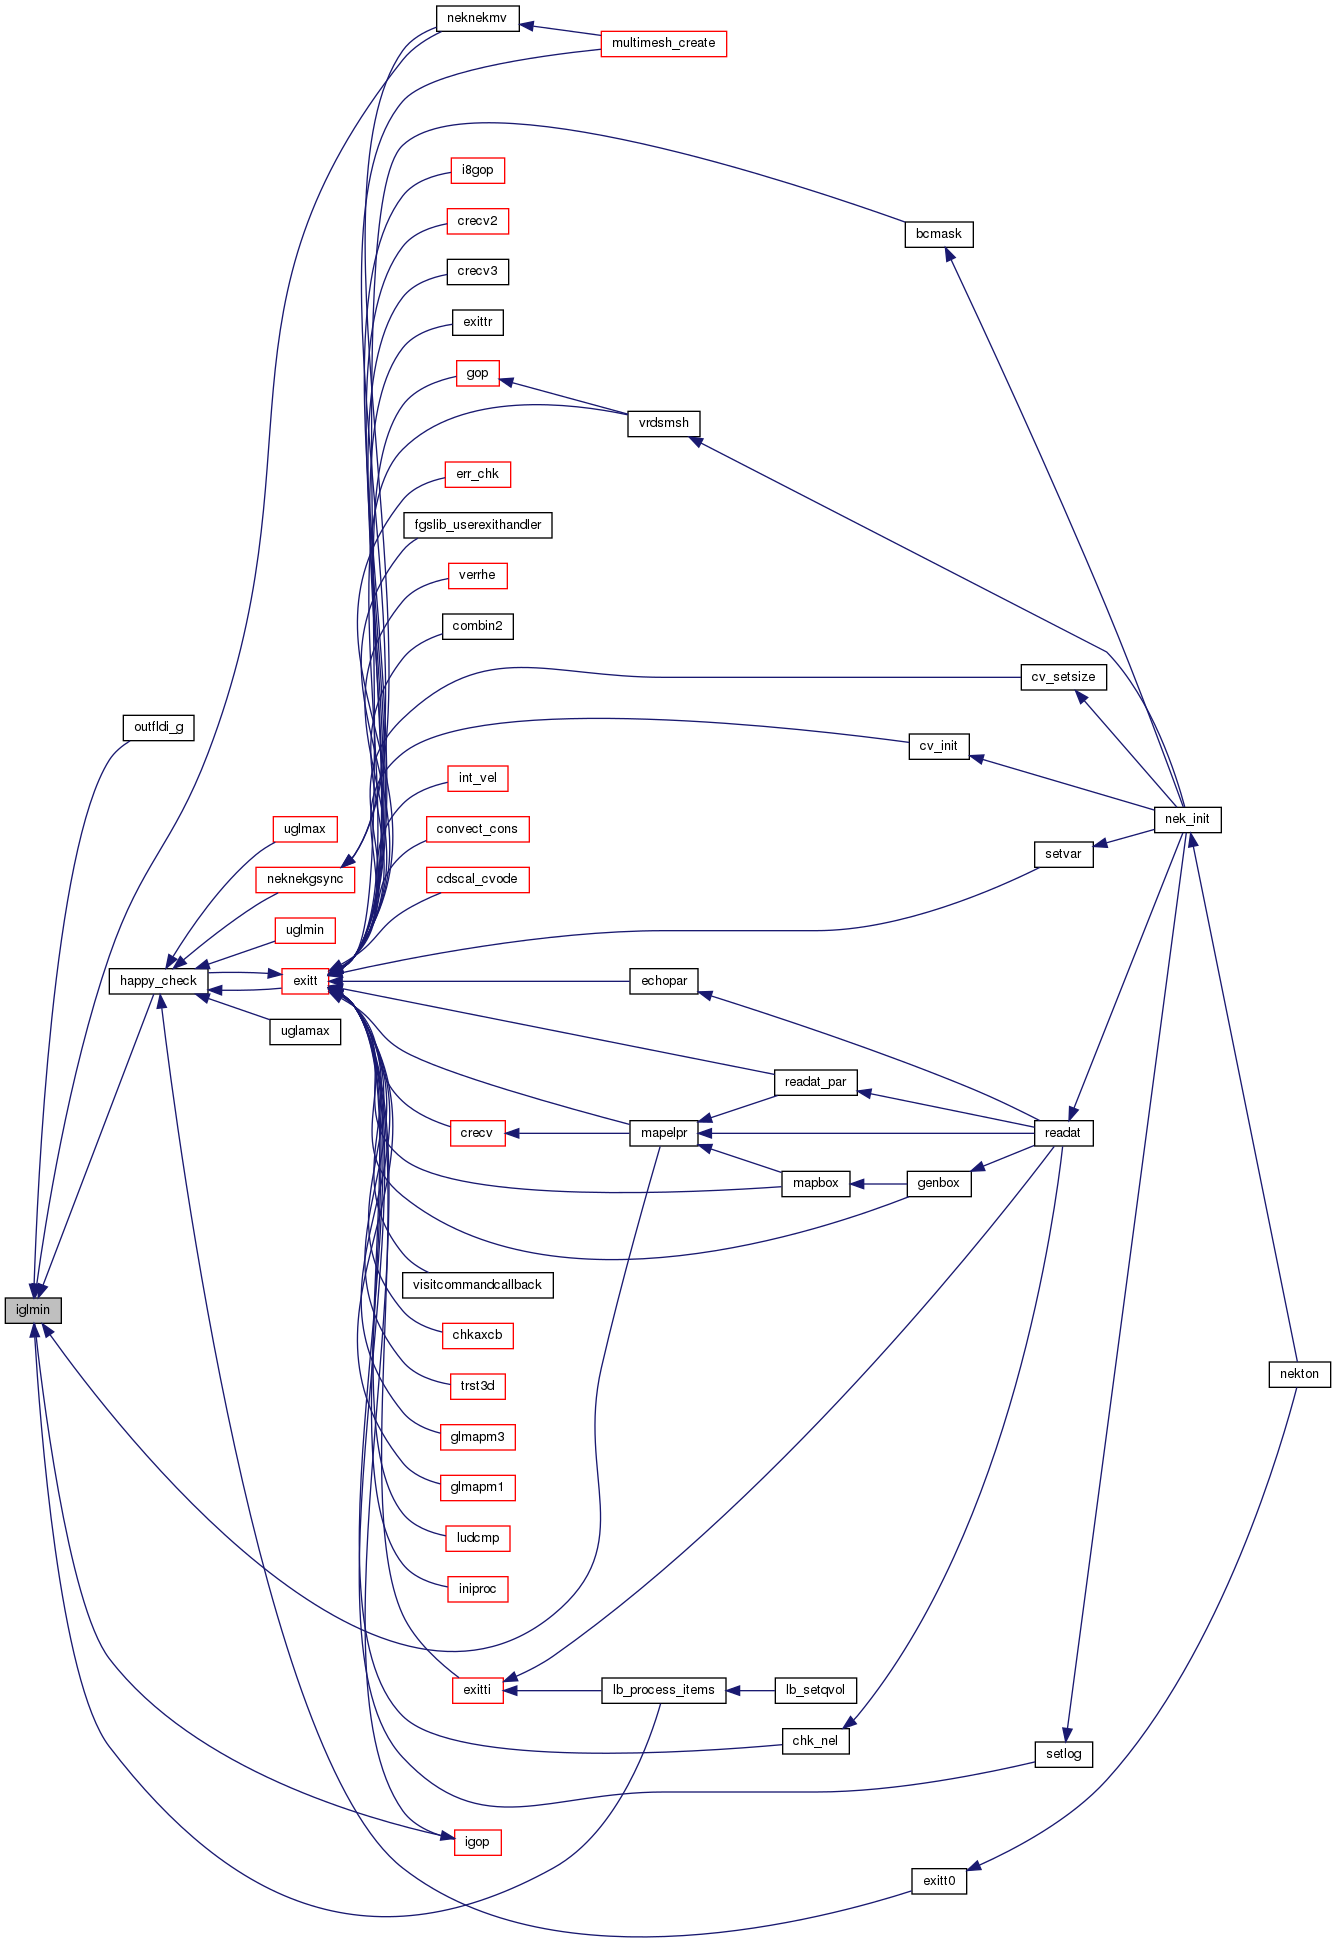 neknekmv
multimesh_create
i8gop
crecv2
bcmask
crecv3
exittr
gop
vrdsmsh
err_chk
fgslib_userexithandler
verrhe
combin2
cv_setsize
outfldi_g
cv_init
int_vel
nek_init
uglmax
convect_cons
setvar
neknekgsync
cdscal_cvode
uglmin
happy_check
exitt
echopar
uglamax
readat_par
crecv
mapelpr
readat
mapbox
genbox
visitcommandcallback
iglmin
chkaxcb
nekton
trst3d
glmapm3
glmapm1
ludcmp
iniproc
exitti
lb_process_items
lb_setqvol
chk_nel
setlog
igop
exitt0